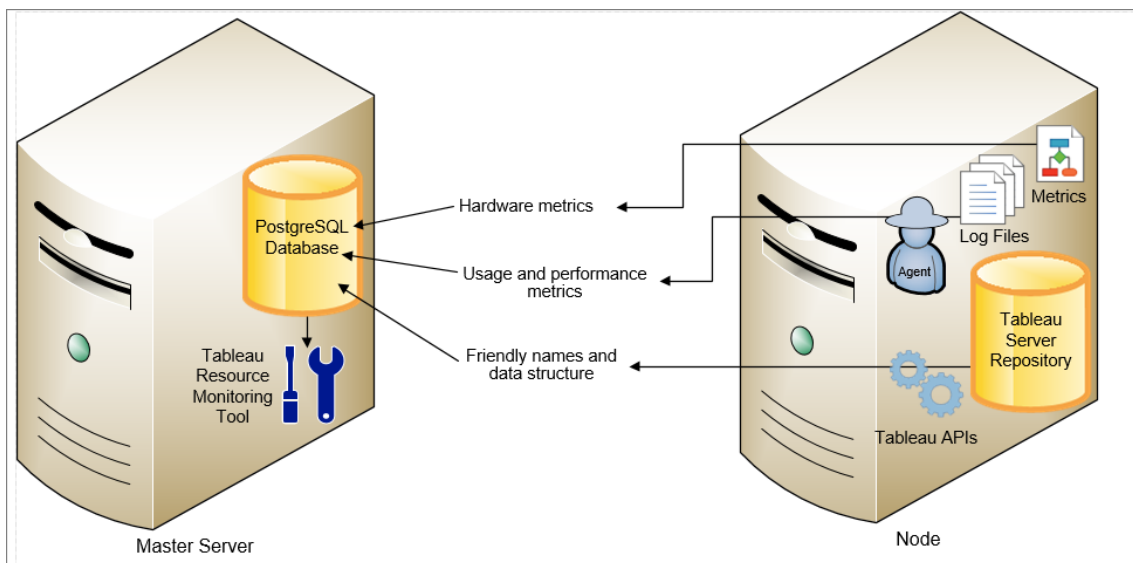 PostgreSQL
Database
Tableau
Resource
Monitoring
Tool
Master Server
Hardware metrics
Usage and performance
metrics
Friendly names and
data structure
Metrics
Log Files
Agent
Tableau
Server
Repository
Tableau APIs
Node